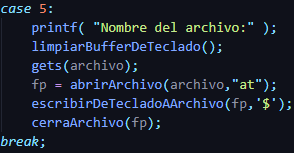 case 5:
printf( "Nombre del archivo:" );
limpiarBufferDeTeclado();
gets(archivo);
fp = abrirArchivo(archivo,"at");
escribirDeTecladoAArchivo(fp,'$');
cerraArchivo(fp);
break;